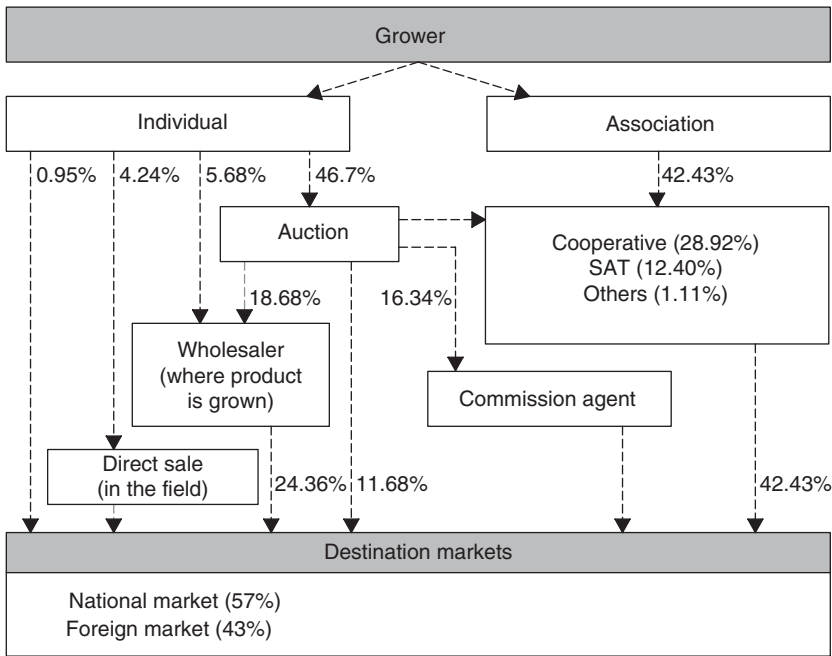 Grower
Individual
Association
0.95%
4.24%
5.68%
46.7%
42.43%
Auction
Cooperative (28.92%)
SAT (12.40%)
Others (1.11%)
18.68%
16.34%
Wholesaler
(where product
is grown)
Commission agent
Direct sale
(in the field)
24.36%
11.68%
42.43%
Destination markets
National market (57%)
Foreign market (43%)